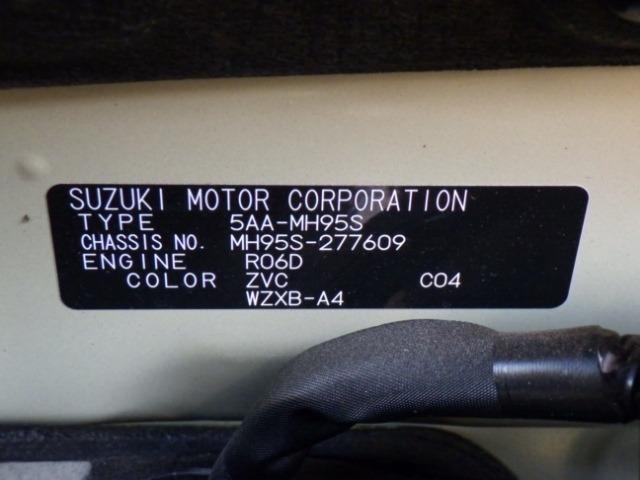 SUZUKI MOTOR CORPORATION
TYPE 5AA-MH95S
CHASSIS NO. MH95S-277609
ENGINE R06D
COLOR ZVC C04
WZXB-A4